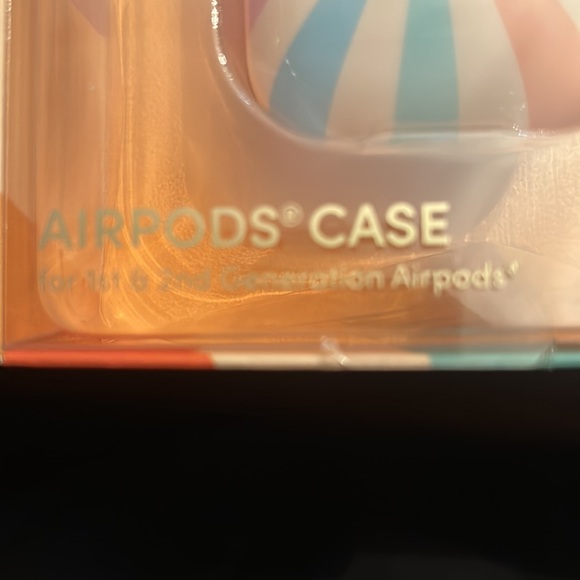 AIRPODS® CASE
for 1st & 2nd Generation Airpods®